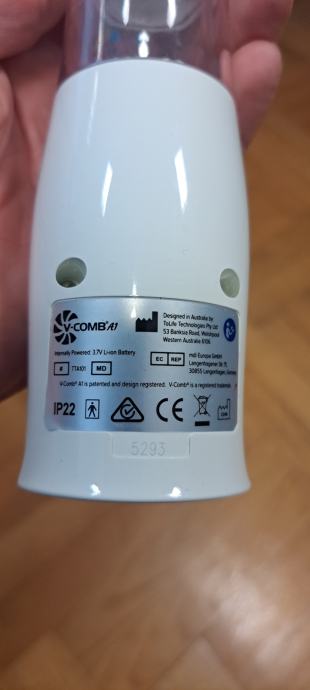 V-COMB® A1
Designed in Australia by
ToLife Technologies Pty Ltd
53 Banksia Road, Welshpool
Western Australia 6106
Internally Powered: 3.7V Li-ion Battery
# TTA101 MD
EC REP
mdi Europa GmbH
Langenhagener Str. 71,
30855 Langenhagen, Germany
V-Comb® A1 is patented and design registered. V-Comb® is a registered trademark
IP22 CE
5293